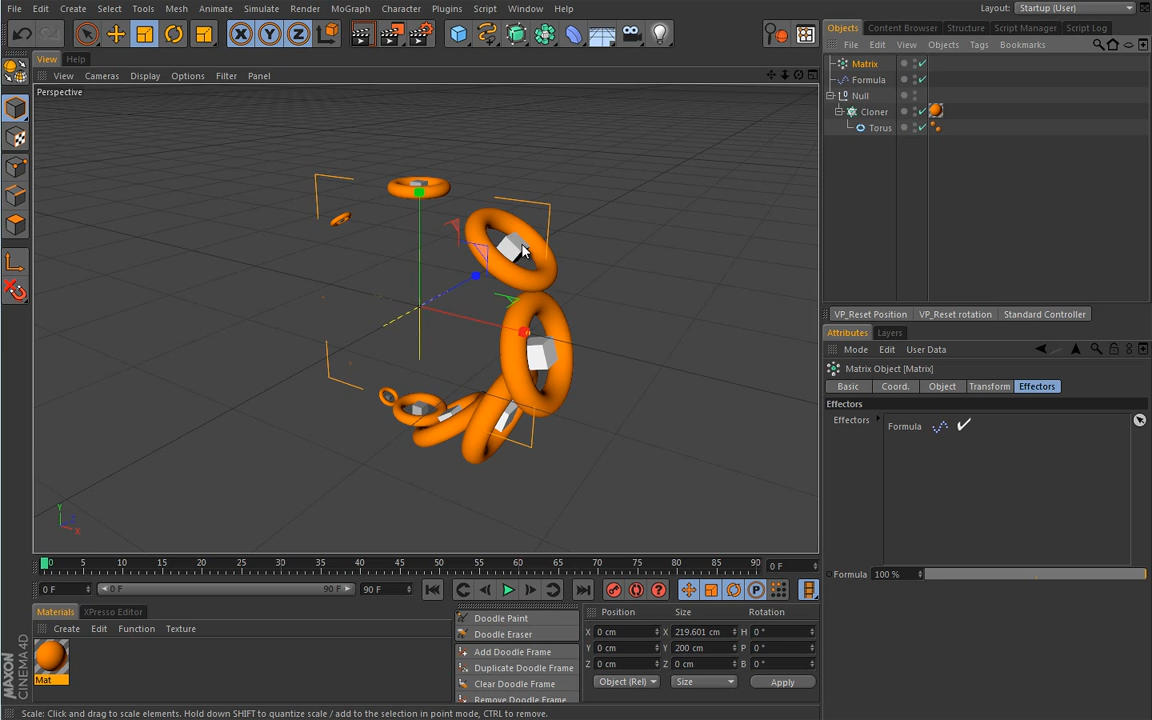 File Edit Create Select Tools Mesh Animate Simulate Render MoGraph Character Plugins Script Window Help Layout: Startup (User)
X Y Z
Objects Content Browser Structure Script Manager Script Log
File Edit View Objects Tags Bookmarks
View Help
View Cameras Display Options Filter Panel
Perspective
Matrix
Formula
Null
Cloner
Torus
VP_Reset Position VP_Reset rotation Standard Controller
Attributes Layers
Mode Edit User Data
Matrix Object [Matrix]
Basic Coord. Object Transform Effectors
Effectors
Effectors Formula
Y
Z
X
0 5 10 15 20 25 30 35 40 45 50 55 60 65 70 75 80 85 90 0 F
Formula 100 %
0 F 0 F 90 F 90 F
Materials XPresso Editor
Create Edit Function Texture
Mat
Doodle Paint
Doodle Eraser
Add Doodle Frame
Duplicate Doodle Frame
Clear Doodle Frame
Remove Doodle Frame
Position Size Rotation
X 0 cm X 219.601 cm H 0 °
Y 0 cm Y 200 cm P 0 °
Z 0 cm Z 0 cm B 0 °
Object (Rel) Size Apply
MAXON CINEMA 4D
Scale: Click and drag to scale elements. Hold down SHIFT to quantize scale / add to the selection in point mode, CTRL to remove.